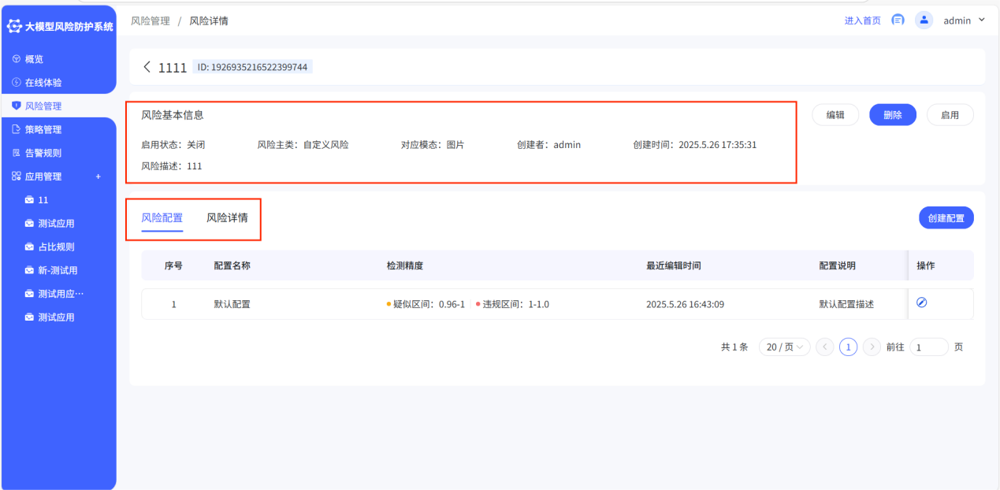 大模型风险防护系统
概览
在线体验
风险管理
策略管理
告警规则
应用管理 +
11
测试应用
占比规则
新-测试用
测试用应···
测试应用
风险管理 / 风险详情
进入首页 admin
1111 ID: 1926935216522399744
风险基本信息
编辑 删除 启用
启用状态：关闭 风险主类：自定义风险 对应模态：图片 创建者：admin 创建时间：2025.5.26 17:35:31
风险描述：111
风险配置 风险详情 创建配置
序号 配置名称 检测精度 最近编辑时间 配置说明 操作
1 默认配置 疑似区间：0.96-1 违规区间：1-1.0 2025.5.26 16:43:09 默认配置描述
共 1 条 20 / 页 1 前往 1 页